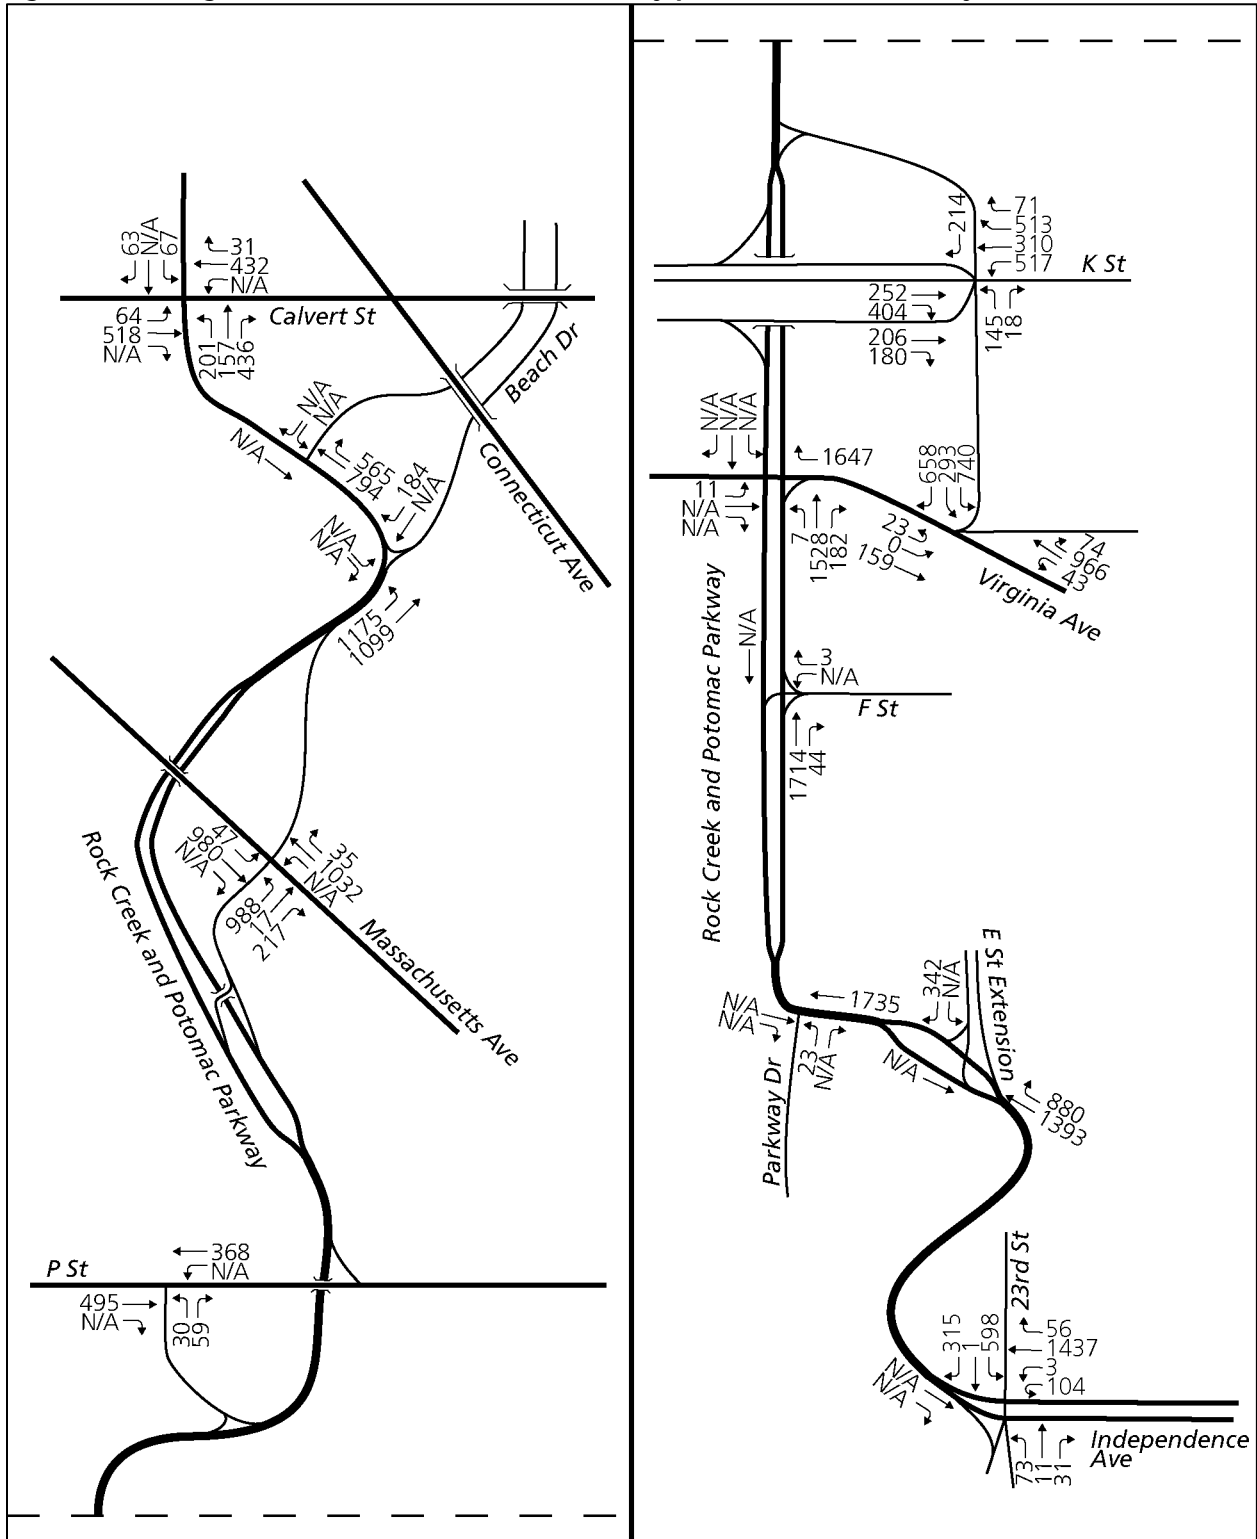 63
N/A
67
31
432
N/A
64
518
N/A
201
157
436
Calvert St
Beach Dr
Connecticut Ave
N/A
N/A
N/A
565
794
184
N/A
N/A
N/A
1175
1099
47
980
N/A
35
1032
N/A
988
17
217
Massachusetts Ave
Rock Creek and Potomac Parkway
P St
368
N/A
495
N/A
30
59
214
71
513
310
517
K St
252
404
206
180
145
18
N/A
N/A
N/A
1647
11
N/A
N/A
7
1528
182
658
293
740
23
0
159
74
966
43
Virginia Ave
Rock Creek and Potomac Parkway
N/A
3
N/A
F St
1714
44
E St Extension
342
N/A
1735
N/A
N/A
23
N/A
N/A
Parkway Dr
880
1393
23rd St
315
1
598
56
1437
3
104
N/A
N/A
73
11
31
Independence
Ave